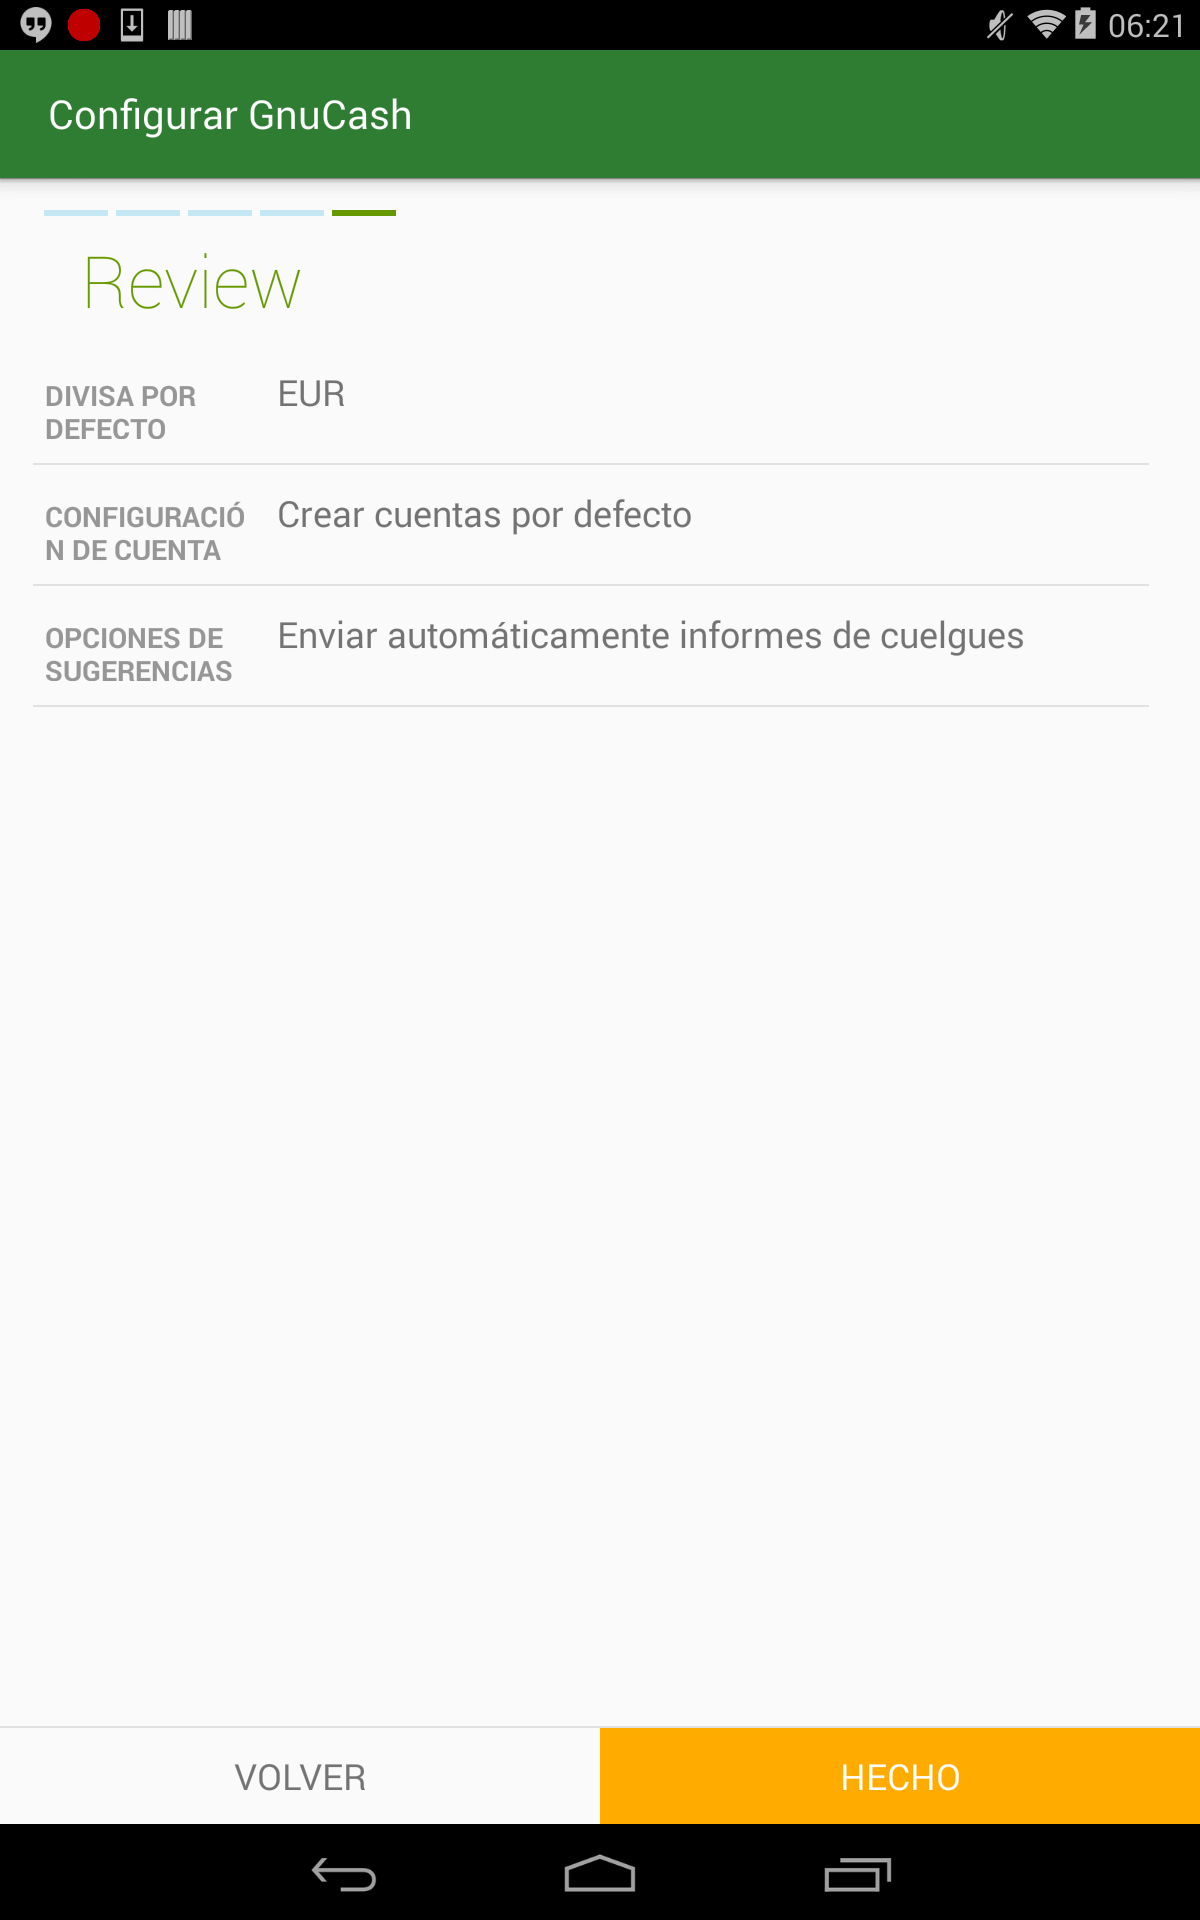 06:21
Configurar GnuCash
Review
DIVISA POR
DEFECTO
EUR
CONFIGURACIÓ
N DE CUENTA
Crear cuentas por defecto
OPCIONES DE
SUGERENCIAS
Enviar automáticamente informes de cuelgues
VOLVER
HECHO